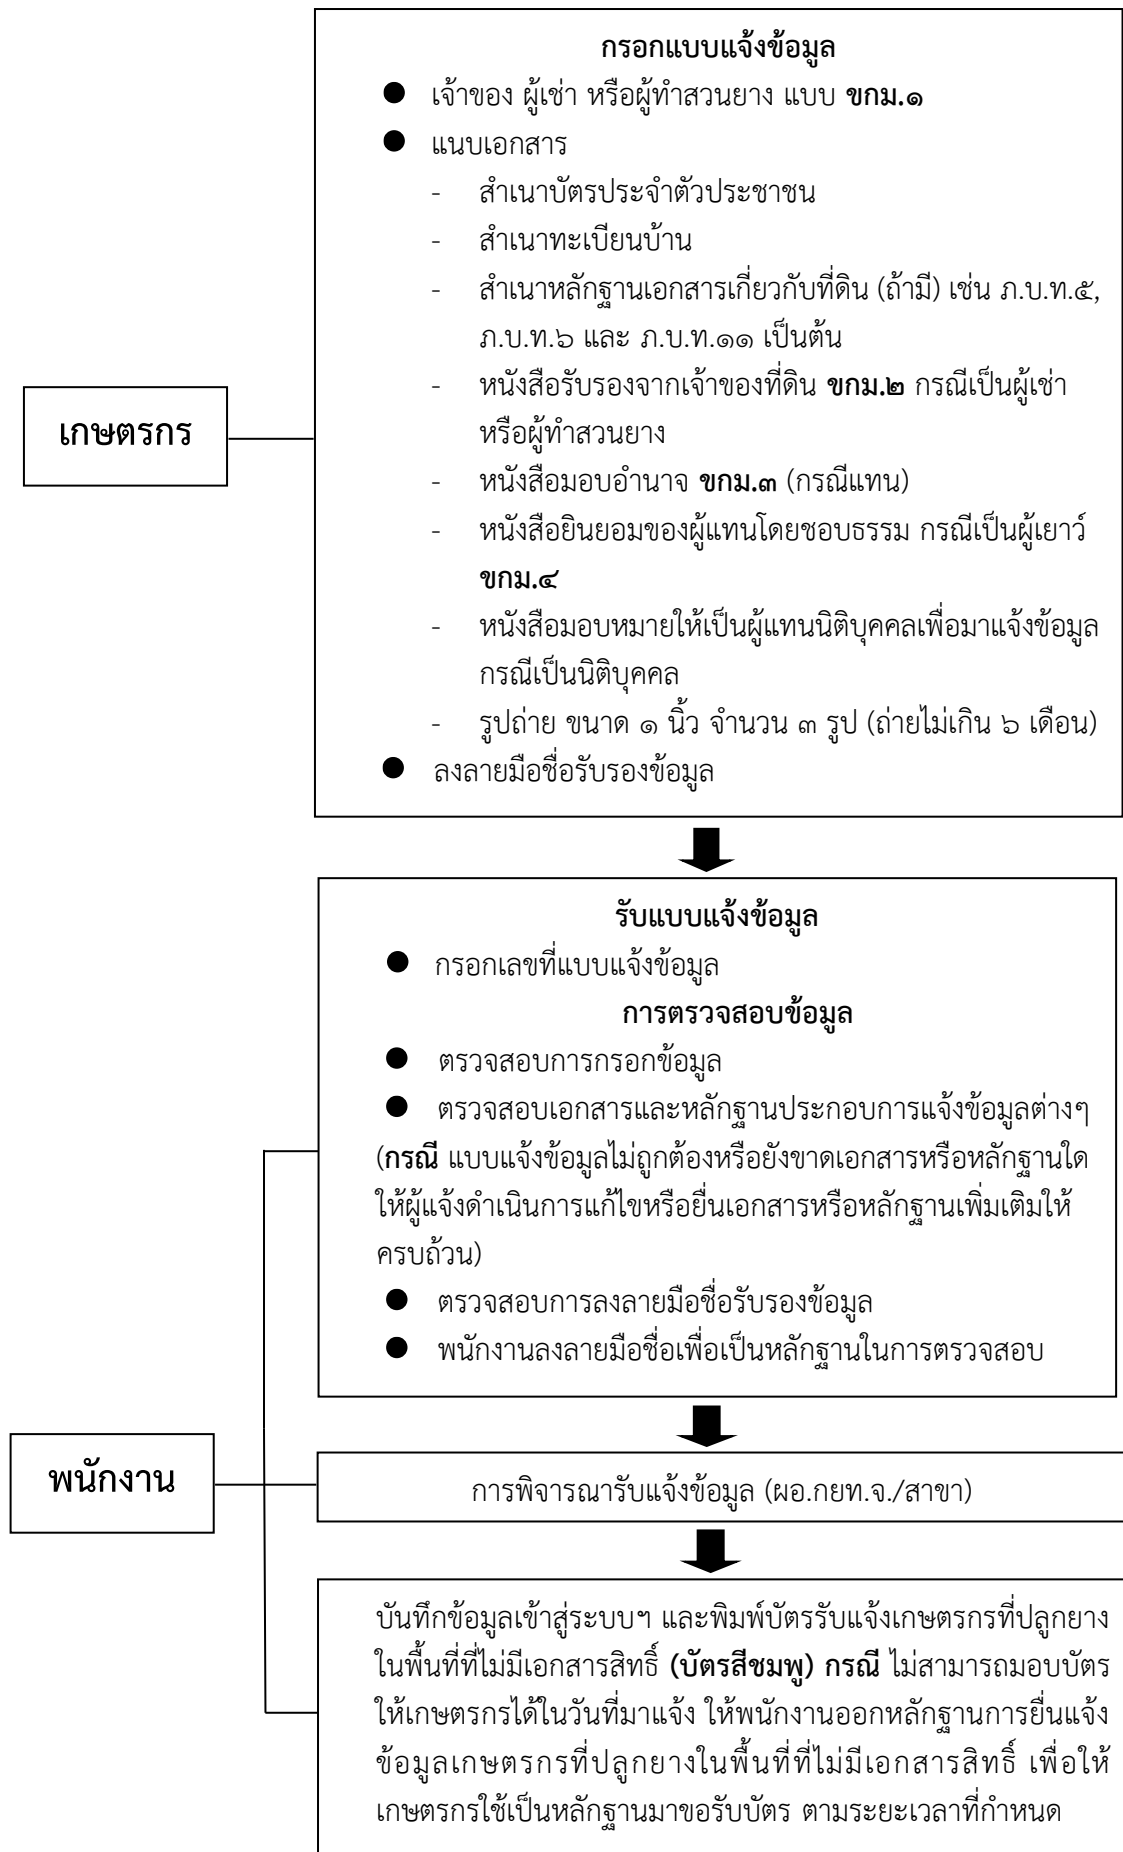 กรอกแบบแจ้งข้อมูล
● เจ้าของ ผู้เช่า หรือผู้ทำสวนยาง แบบ ขกม.๑
● แนบเอกสาร
- สำเนาบัตรประจำตัวประชาชน
- สำเนาทะเบียนบ้าน
- สำเนาหลักฐานเอกสารเกี่ยวกับที่ดิน (ถ้ามี) เช่น ภ.บ.ท.๕,
ภ.บ.ท.๖ และ ภ.บ.ท.๑๑ เป็นต้น
- หนังสือรับรองจากเจ้าของที่ดิน ขกม.๒ กรณีเป็นผู้เช่า
หรือผู้ทำสวนยาง
- หนังสือมอบอำนาจ ขกม.๓ (กรณีแทน)
- หนังสือยินยอมของผู้แทนโดยชอบธรรม กรณีเป็นผู้เยาว์
ขกม.๔
- หนังสือมอบหมายให้เป็นผู้แทนนิติบุคคลเพื่อมาแจ้งข้อมูล
กรณีเป็นนิติบุคคล
- รูปถ่าย ขนาด ๑ นิ้ว จำนวน ๓ รูป (ถ่ายไม่เกิน ๖ เดือน)
● ลงลายมือชื่อรับรองข้อมูล
เกษตรกร
รับแบบแจ้งข้อมูล
● กรอกเลขที่แบบแจ้งข้อมูล
การตรวจสอบข้อมูล
● ตรวจสอบการกรอกข้อมูล
● ตรวจสอบเอกสารและหลักฐานประกอบการแจ้งข้อมูลต่างๆ
(กรณี แบบแจ้งข้อมูลไม่ถูกต้องหรือยังขาดเอกสารหรือหลักฐานใด
ให้ผู้แจ้งดำเนินการแก้ไขหรือยื่นเอกสารหรือหลักฐานเพิ่มเติมให้
ครบถ้วน)
● ตรวจสอบการลงลายมือชื่อรับรองข้อมูล
● พนักงานลงลายมือชื่อเพื่อเป็นหลักฐานในการตรวจสอบ
พนักงาน
การพิจารณารับแจ้งข้อมูล (ผอ.กยท.จ./สาขา)
บันทึกข้อมูลเข้าสู่ระบบฯ และพิมพ์บัตรรับแจ้งเกษตรกรที่ปลูกยาง
ในพื้นที่ที่ไม่มีเอกสารสิทธิ์ (บัตรสีชมพู) กรณี ไม่สามารถมอบบัตร
ให้เกษตรกรได้ในวันที่มาแจ้ง ให้พนักงานออกหลักฐานการยื่นแจ้ง
ข้อมูลเกษตรกรที่ปลูกยางในพื้นที่ที่ไม่มีเอกสารสิทธิ์ เพื่อให้
เกษตรกรใช้เป็นหลักฐานมาขอรับบัตร ตามระยะเวลาที่กำหนด